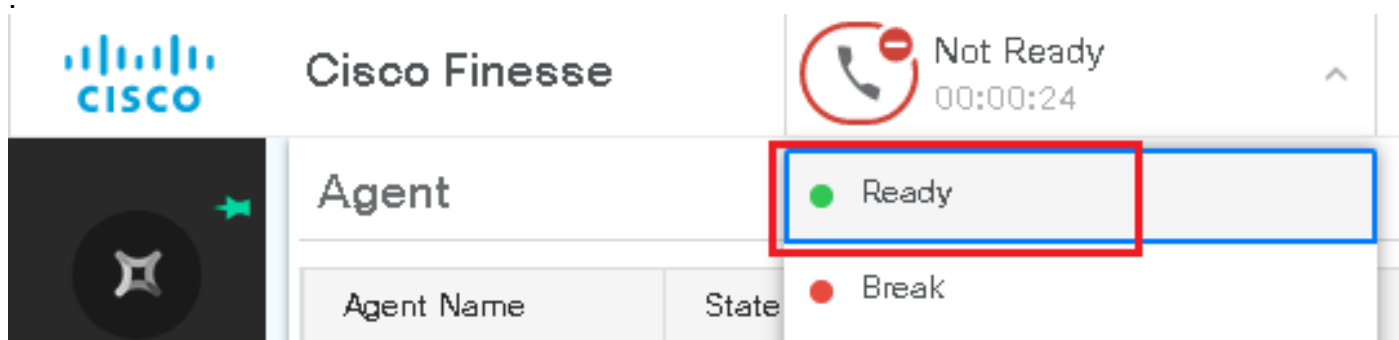 .
CISCO
Cisco Finesse
Not Ready
00:00:24
Agent
Ready
Agent Name
State
Break